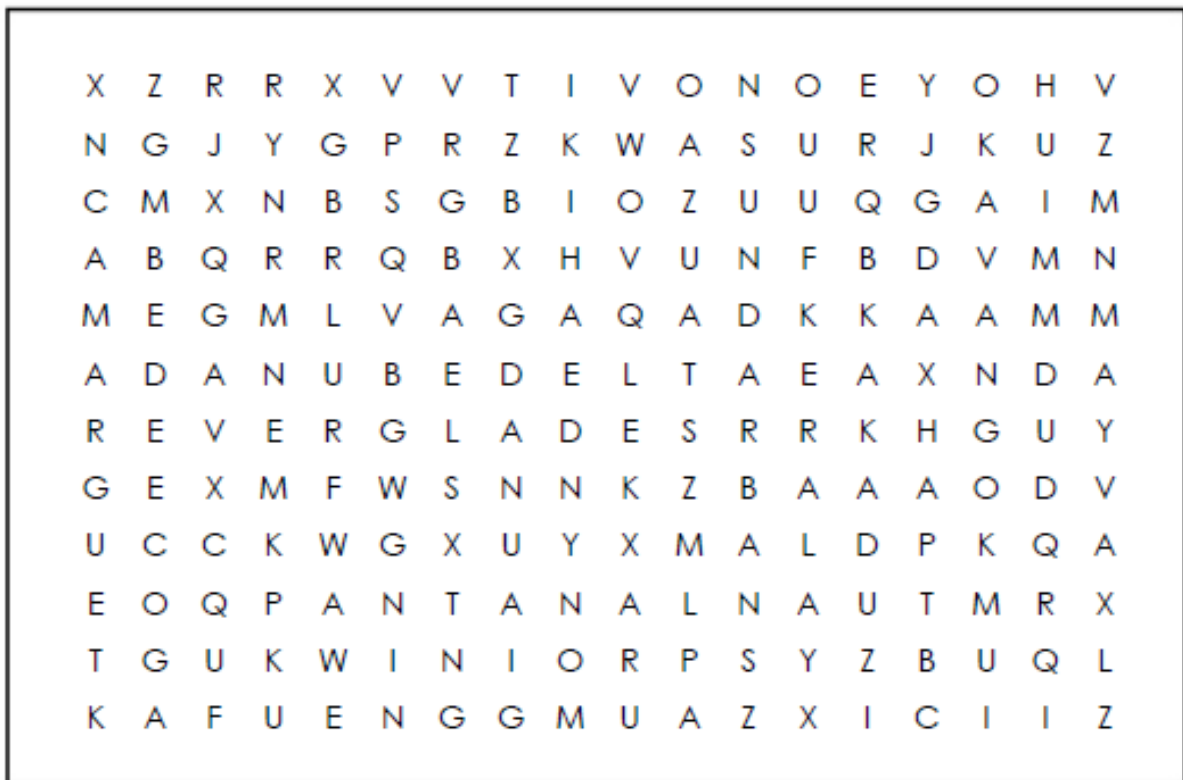 X Z R R X V V T I V O N O E Y O H V
N G J Y G P R Z K W A S U R J K U Z
C M X N B S G B I O Z U U Q G A I M
A B Q R R Q B X H V U N F B D V M N
M E G M L V A G A Q A D K K A A M M
A D A N U B E D E L T A E A X N D A
R E V E R G L A D E S R R K H G U Y
G E X M F W S N N K Z B A A A O D V
U C C K W G X U Y X M A L D P K Q A
E O Q P A N T A N A L N A U T M R X
T G U K W I N I O R P S Y Z B U Q L
K A F U E N G G M U A Z X I C I I Z